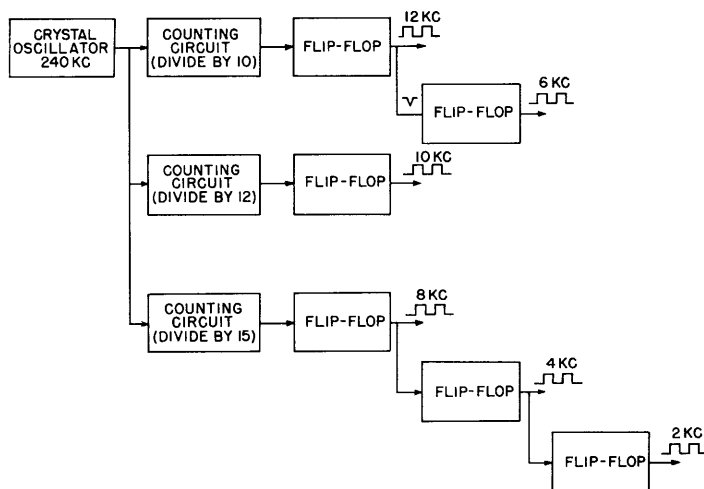 CRYSTAL
OSCILLATOR
240 KC
COUNTING
CIRCUIT
(DIVIDE BY 10)
FLIP-FLOP
12 KC
FLIP-FLOP
6 KC
COUNTING
CIRCUIT
(DIVIDE BY 12)
FLIP-FLOP
10 KC
COUNTING
CIRCUIT
(DIVIDE BY 15)
FLIP-FLOP
8 KC
FLIP-FLOP
4 KC
FLIP-FLOP
2 KC